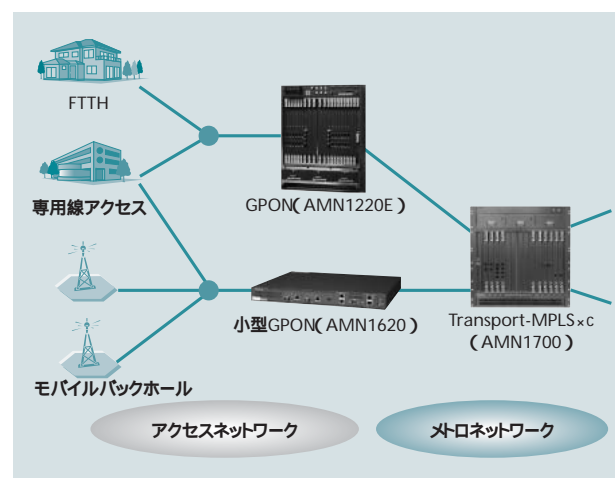 FTTH
専用線アクセス
GPON(AMN1220E)
小型GPON(AMN1620)
Transport-MPLS×c
(AMN1700)
モバイルバックホール
アクセスネットワーク
メトロネットワーク